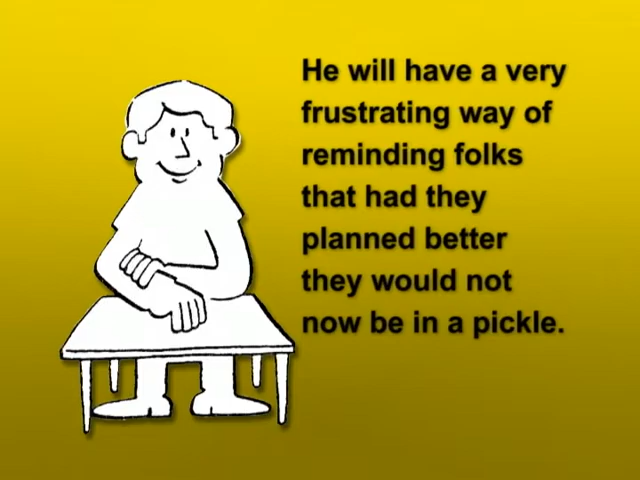 He will have a very
frustrating way of
reminding folks
that had they
planned better
they would not
now be in a pickle.